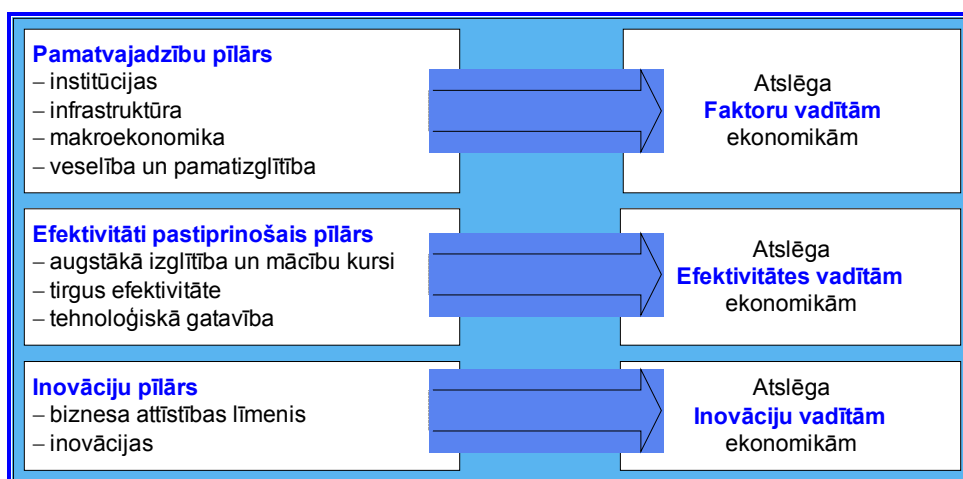 Pamatvajadzību pīlārs
– institūcijas
– infrastruktūra
– makroekonomika
– veselība un pamatizglītība
Atslēga
Faktoru vadītām
ekonomikām
Efektivitāti pastiprinošais pīlārs
– augstākā izglītība un mācību kursi
– tirgus efektivitāte
– tehnoloģiskā gatavība
Atslēga
Efektivitātes vadītām
ekonomikām
Inovāciju pīlārs
– biznesa attīstības līmenis
– inovācijas
Atslēga
Inovāciju vadītām
ekonomikām